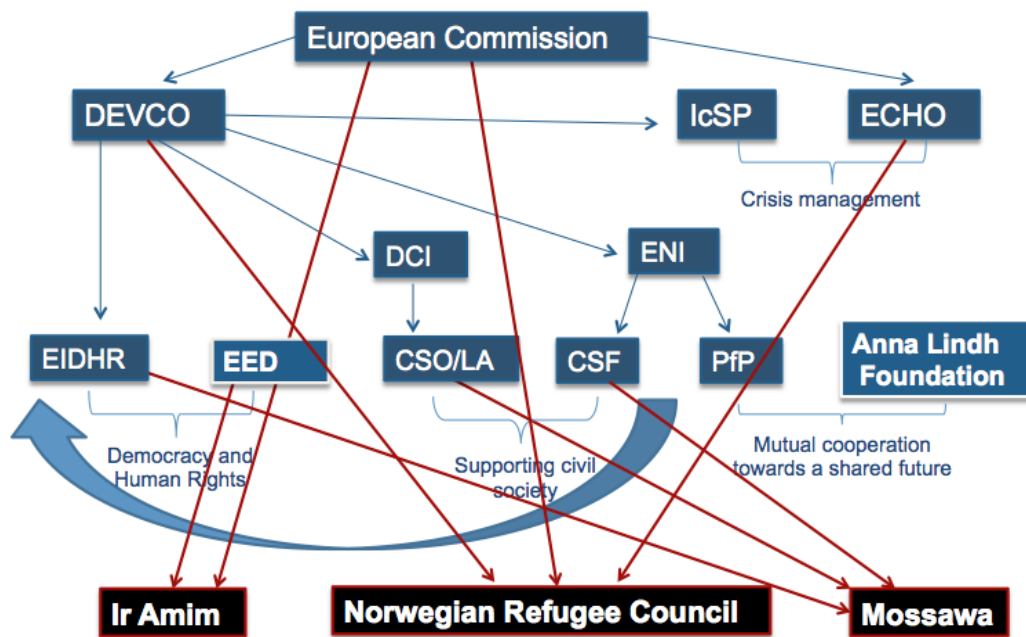 European Commission
DEVCO
IcSP
ECHO
Crisis management
DCI
ENI
EIDHR
EED
CSO/LA
CSF
PfP
Anna Lindh
Foundation
Democracy and
Human Rights
Supporting civil
society
Mutual cooperation
towards a shared future
Ir Amim
Norwegian Refugee Council
Mossawa